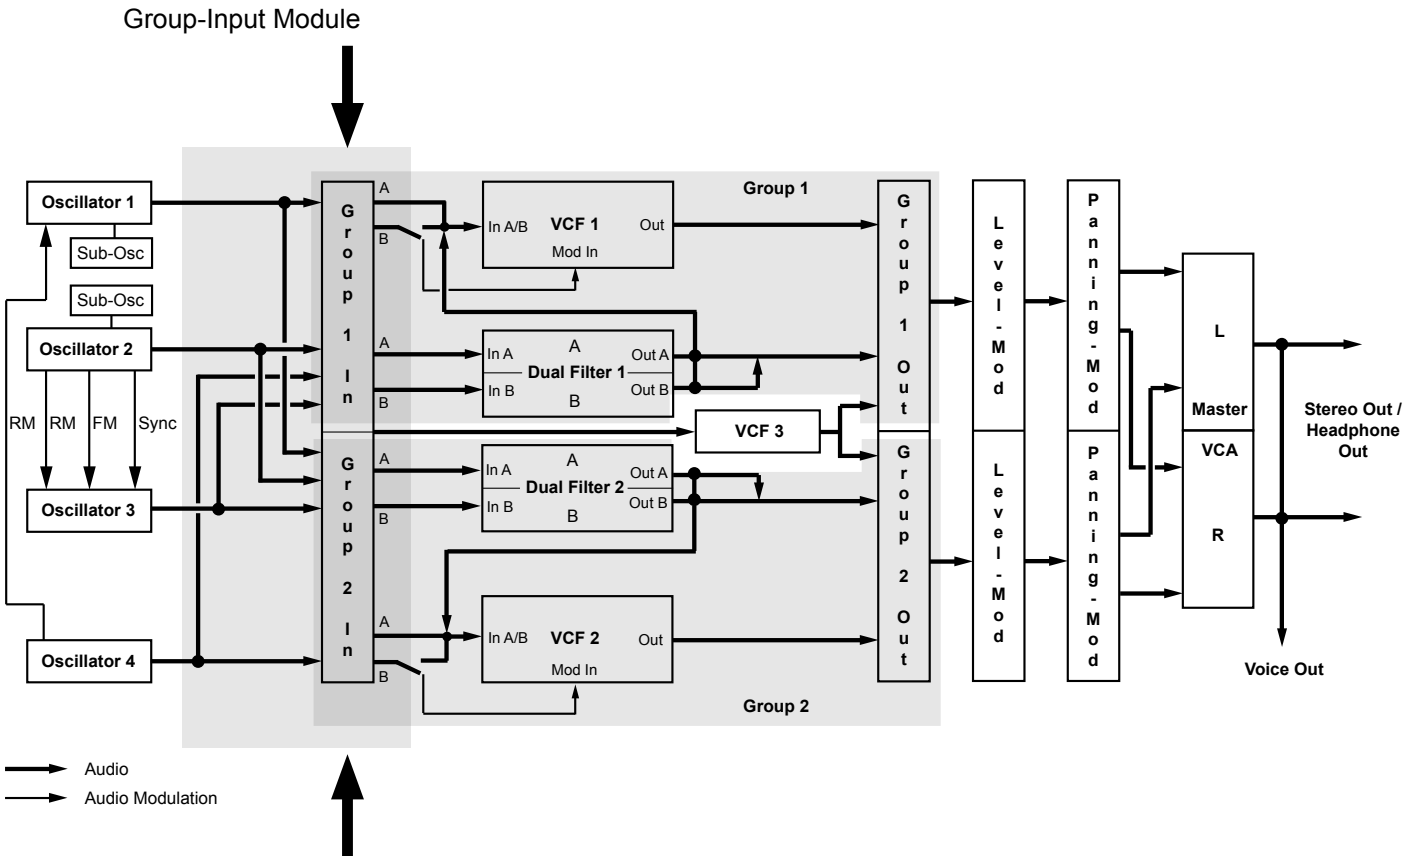 Group-Input Module
Oscillator 1
Sub-Osc
Sub-Osc
Oscillator 2
RM
RM
FM
Sync
Oscillator 3
Oscillator 4
Group 1 In
Group 2 In
A
B
A
B
A
B
A
B
Group 1
In A/B
VCF 1
Out
Mod In
In A
A
Out A
Dual Filter 1
In B
B
Out B
VCF 3
In A
A
Out A
Dual Filter 2
In B
B
Out B
In A/B
VCF 2
Out
Mod In
Group 2
Group 1 Out
Group 2 Out
Level-Mod
Level-Mod
Panning-Mod
Panning-Mod
L
Master
VCA
R
Stereo Out /
Headphone
Out
Voice Out
Audio
Audio Modulation